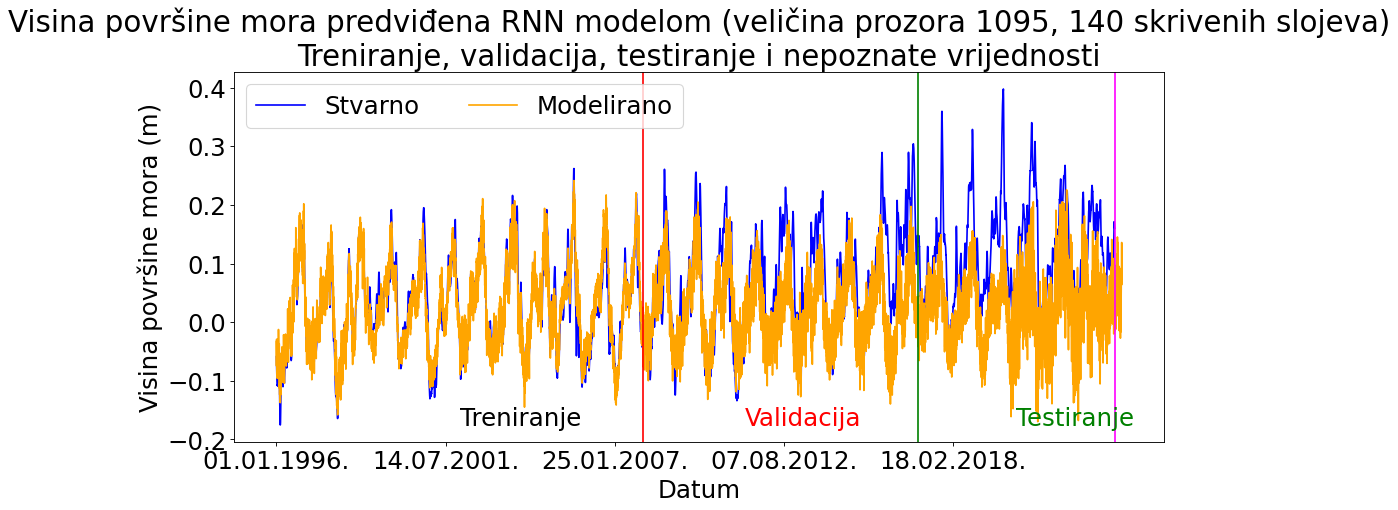 Visina površine mora predviđena RNN modelom (veličina prozora 1095, 140 skrivenih slojeva)
Treniranje, validacija, testiranje i nepoznate vrijednosti
Stvarno
Modelirano
Visina površine mora (m)
0.4
0.3
0.2
0.1
0.0
−0.1
−0.2
Treniranje
Validacija
Testiranje
01.01.1996.
14.07.2001.
25.01.2007.
07.08.2012.
18.02.2018.
Datum